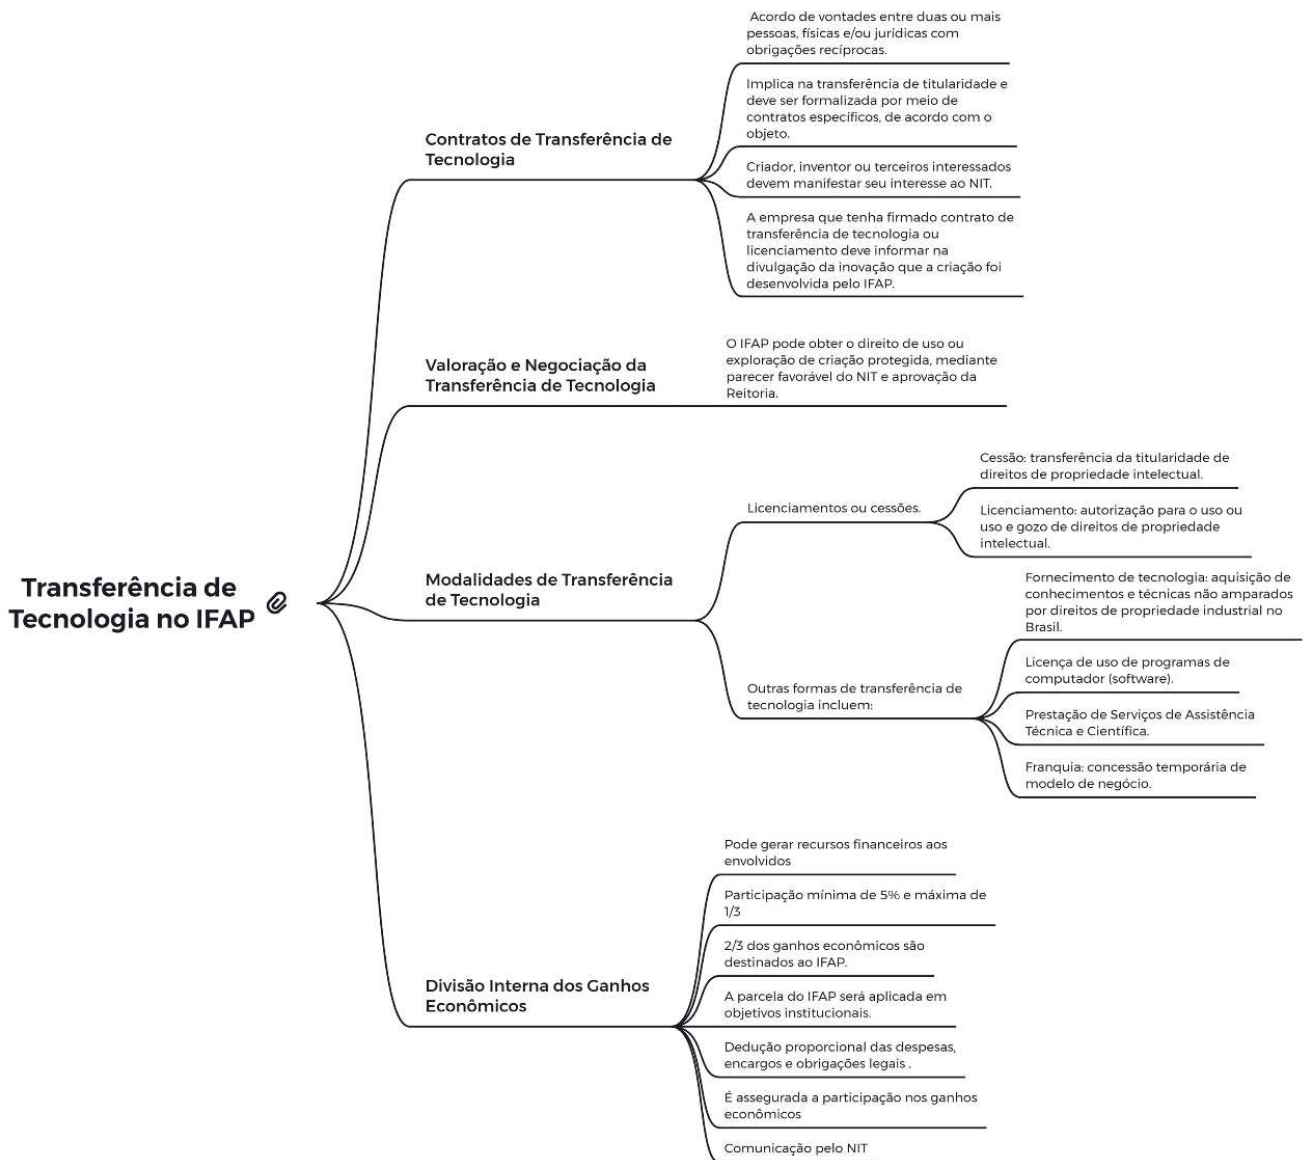 Transferência de
Tecnologia no IFAP
Contratos de Transferência de
Tecnologia
Acordo de vontades entre duas ou mais
pessoas, físicas e/ou jurídicas com
obrigações recíprocas.
Implica na transferência de titularidade e
deve ser formalizada por meio de
contratos específicos, de acordo com o
objeto.
Criador, inventor ou terceiros interessados
devem manifestar seu interesse ao NIT.
A empresa que tenha firmado contrato de
transferência de tecnologia ou
licenciamento deve informar na
divulgação da inovação que a criação foi
desenvolvida pelo IFAP.
Valoração e Negociação da
Transferência de Tecnologia
O IFAP pode obter o direito de uso ou
exploração de criação protegida, mediante
parecer favorável do NIT e aprovação da
Reitoria.
Modalidades de Transferência
de Tecnologia
Licenciamentos ou cessões.
Cessão: transferência da titularidade de
direitos de propriedade intelectual.
Licenciamento: autorização para o uso ou
uso e gozo de direitos de propriedade
intelectual.
Outras formas de transferência de
tecnologia incluem:
Fornecimento de tecnologia: aquisição de
conhecimentos e técnicas não amparados
por direitos de propriedade industrial no
Brasil.
Licença de uso de programas de
computador (software).
Prestação de Serviços de Assistência
Técnica e Científica.
Franquia: concessão temporária de
modelo de negócio.
Divisão Interna dos Ganhos
Econômicos
Pode gerar recursos financeiros aos
envolvidos
Participação mínima de 5% e máxima de
1/3
2/3 dos ganhos econômicos são
destinados ao IFAP.
A parcela do IFAP será aplicada em
objetivos institucionais.
Dedução proporcional das despesas,
encargos e obrigações legais .
É assegurada a participação nos ganhos
econômicos
Comunicação pelo NIT